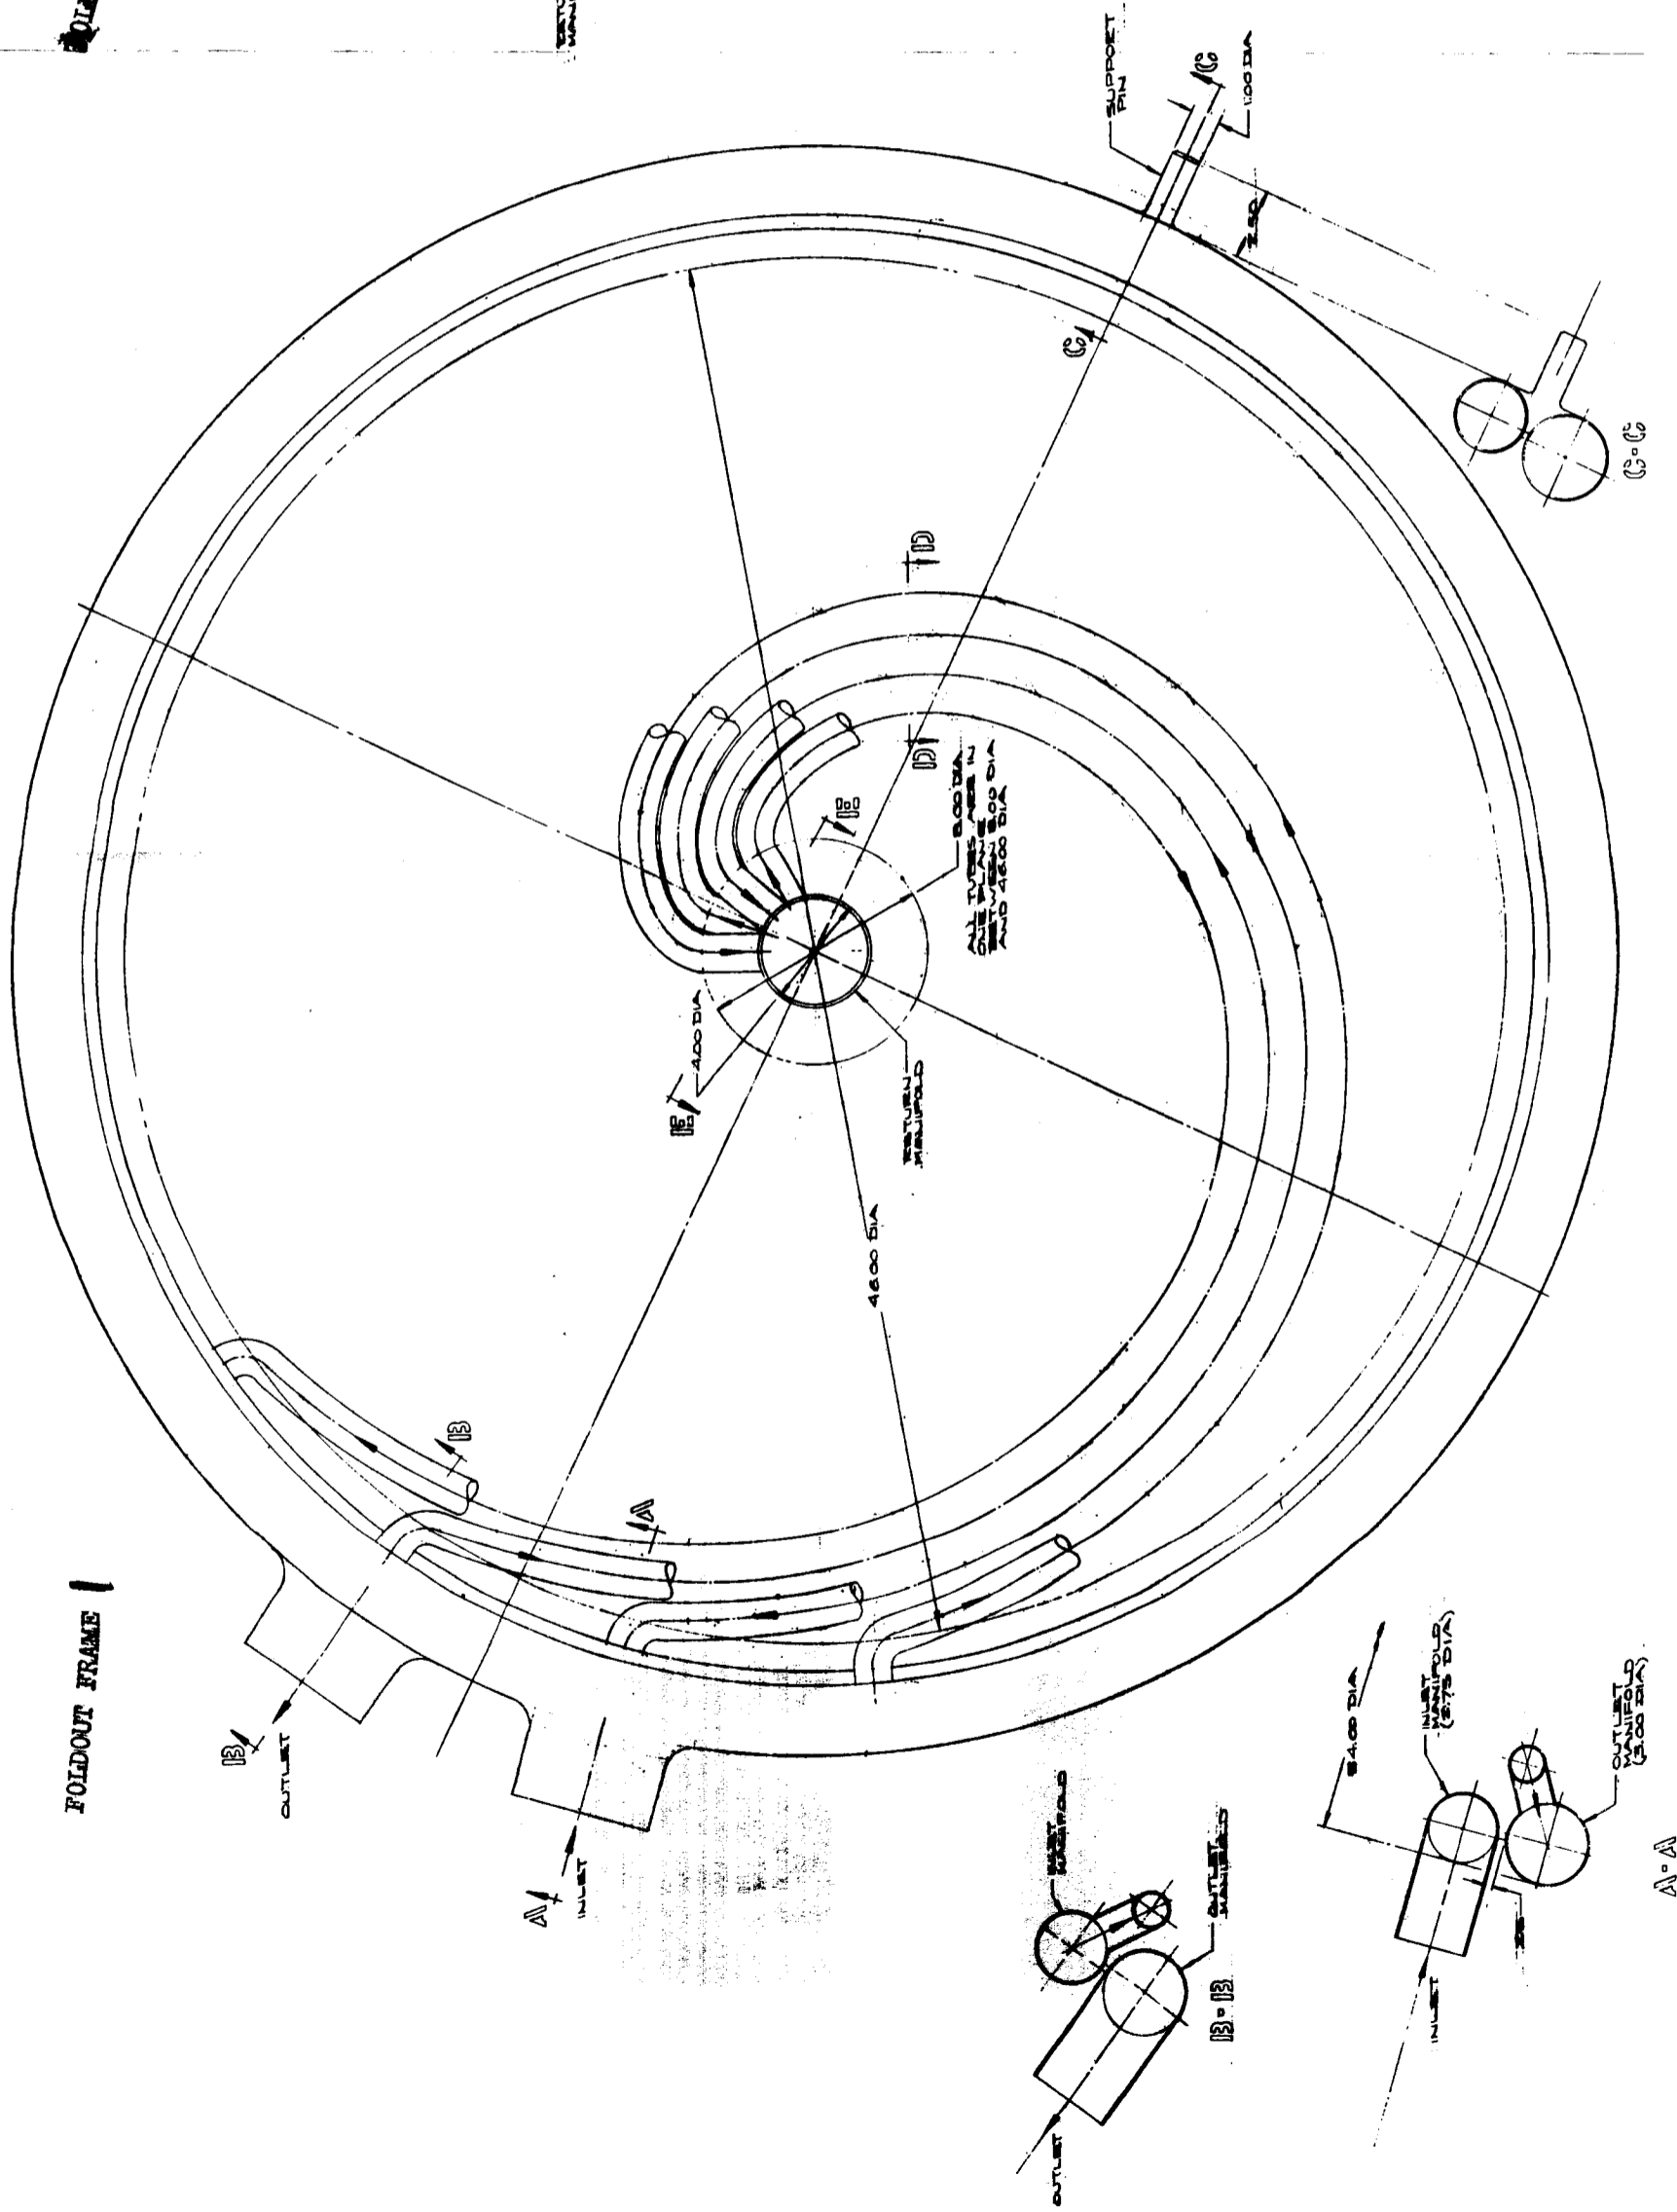 FOLDOUT FRAME 1
SUPPORT
PIN
C
1.00 DIA
2.50
C
C-C
D
D
E
8.00 DIA
ALL TUBES ARE IN
ONE PLANE
BETWEEN 8.00 DIA
AND 46.00 DIA
4.00 DIA
E
RETURN
MANIFOLD
46.00 DIA
B
B
OUTLET
A
A
INLET
INLET
MANIFOLD
OUTLET
MANIFOLD
OUTLET
B-B
54.00 DIA
INLET
MANIFOLD
(2.75 DIA)
OUTLET
MANIFOLD
(3.00 DIA)
INLET
A-A